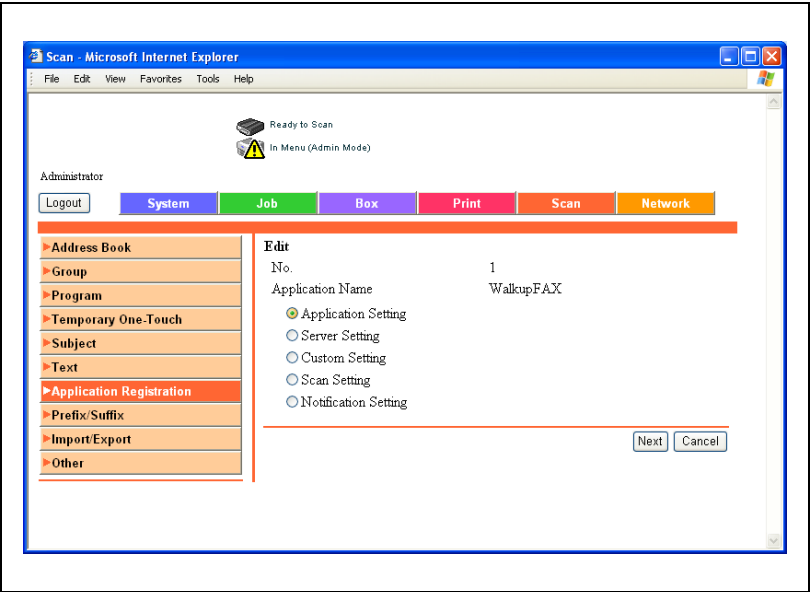 Scan - Microsoft Internet Explorer
File Edit View Favorites Tools Help
Ready to Scan
In Menu (Admin Mode)
Administrator
Logout System Job Box Print Scan Network
Address Book
Group
Program
Temporary One-Touch
Subject
Text
Application Registration
Prefix/Suffix
Import/Export
Other
Edit
No. 1
Application Name WalkupFAX
Application Setting
Server Setting
Custom Setting
Scan Setting
Notification Setting
Next Cancel